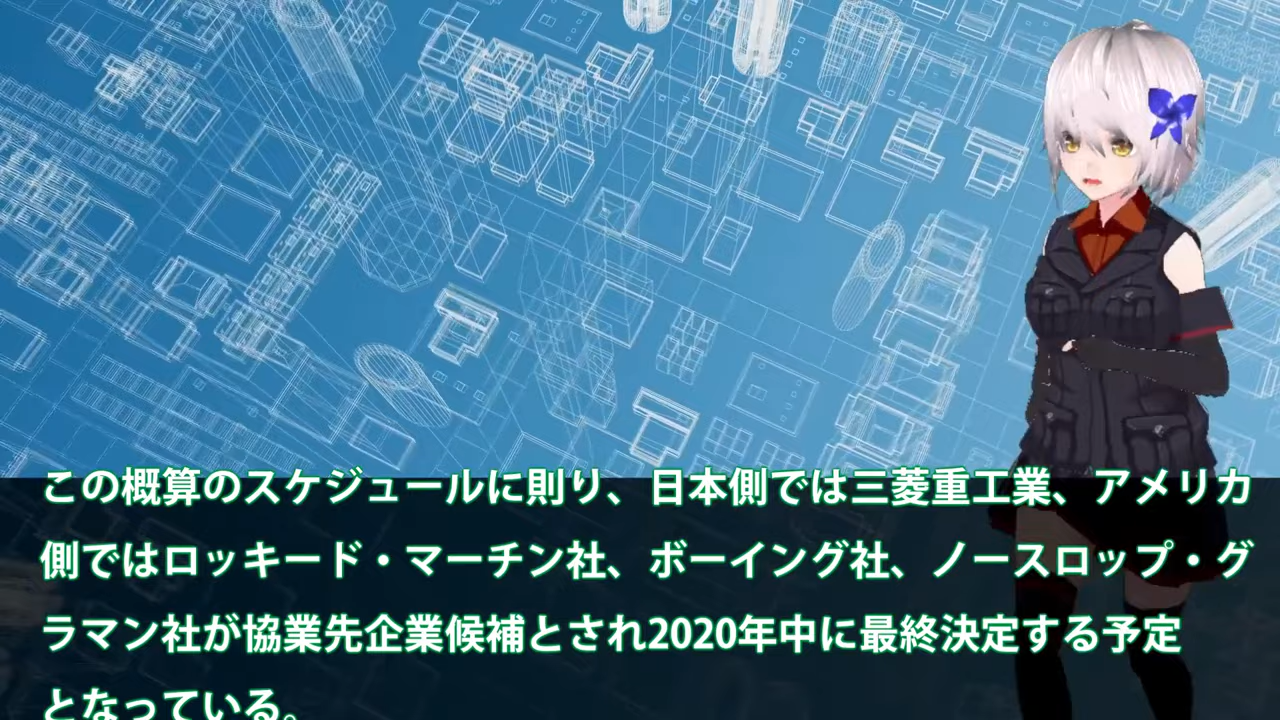 この概算のスケジュールに則り、日本側では三菱重工業、アメリカ
側ではロッキード・マーチン社、ボーイング社、ノースロップ・グ
ラマン社が協業先企業候補とされ2020年中に最終決定する予定
となっている。